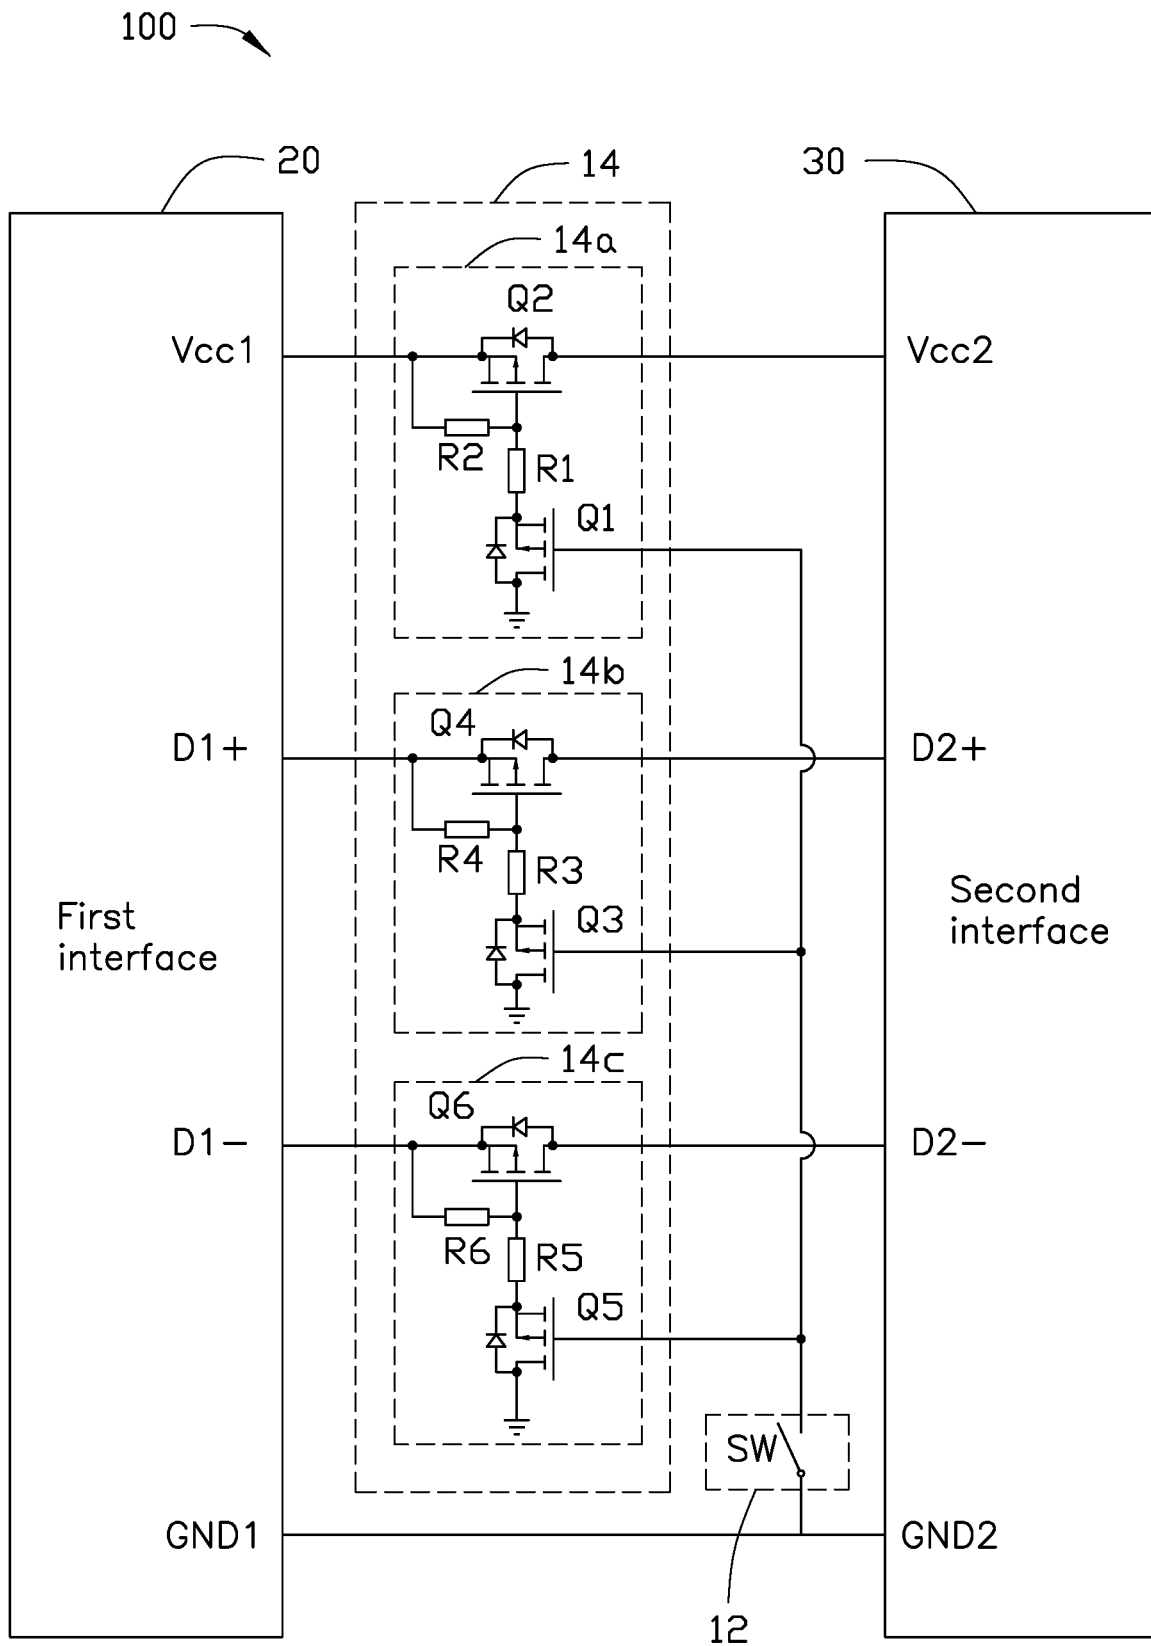 100
20
14
30
14a
Q2
Vcc1
Vcc2
R2
R1
Q1
14b
Q4
D1+
D2+
R4
R3
Q3
First
interface
Second
interface
14c
Q6
D1-
D2-
R6
R5
Q5
SW
GND1
GND2
12